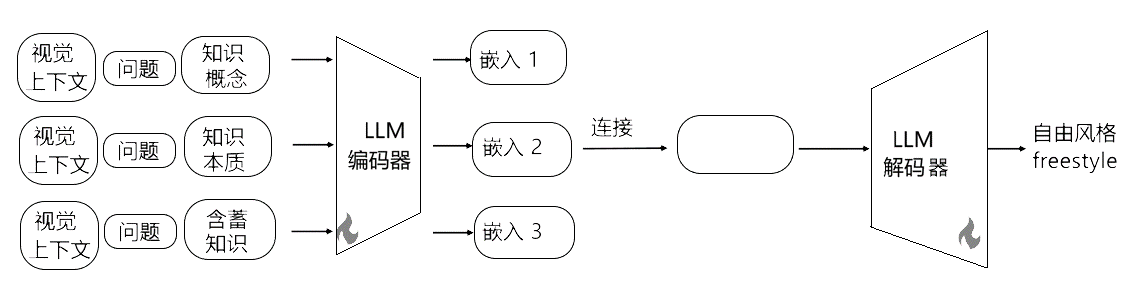 视觉
上下文
问题
知识
概念
嵌入 1
视觉
上下文
问题
知识
本质
LLM
编码器
嵌入 2
连接
LLM
解码器
自由风格
freestyle
视觉
上下文
问题
含蓄
知识
嵌入 3